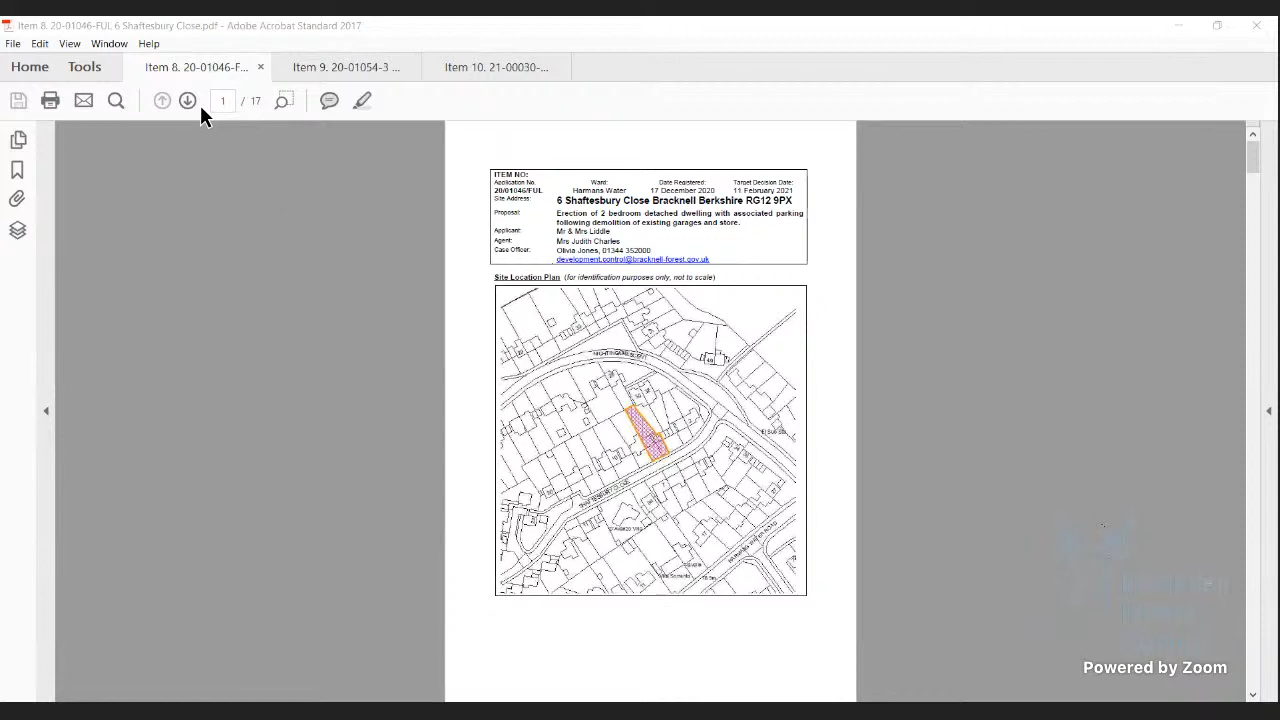 Item 8. 20-01046-FUL 6 Shaftesbury Close.pdf - Adobe Acrobat Standard 2017
File Edit View Window Help
Home Tools Item 8. 20-01046-F... × Item 9. 20-01054-3 ... Item 10. 21-00030-...
1 / 17
ITEM NO:
Application No. Ward: Date Registered: Target Decision Date:
20/01046/FUL Harmans Water 17 December 2020 11 February 2021
Site Address: 6 Shaftesbury Close Bracknell Berkshire RG12 9PX
Proposal: Erection of 2 bedroom detached dwelling with associated parking
following demolition of existing garages and store.
Applicant: Mr & Mrs Liddle
Agent: Mrs Judith Charles
Case Officer: Olivia Jones, 01344 352000
development.control@bracknell-forest.gov.uk
Site Location Plan (for identification purposes only, not to scale)
El Sub Sta
Powered by Zoom